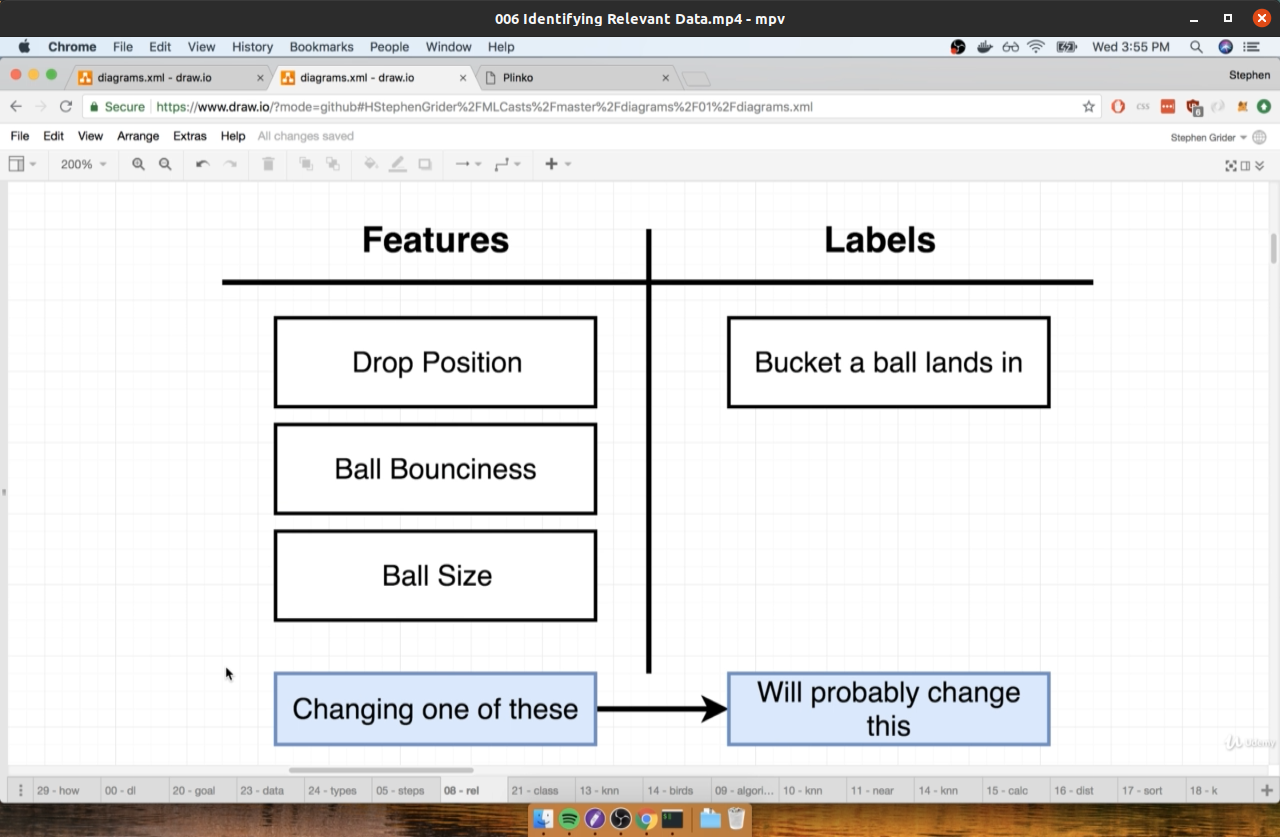 006 Identifying Relevant Data.mp4 - mpv
Chrome File Edit View History Bookmarks People Window Help Wed 3:55 PM
diagrams.xml - draw.io diagrams.xml - draw.io Plinko Stephen
Secure https://www.draw.io/?mode=github#HStephenGrider%2FMLCasts%2Fmaster%2Fdiagrams%2F01%2Fdiagrams.xml
File Edit View Arrange Extras Help All changes saved Stephen Grider
200%
Features Labels
Drop Position Bucket a ball lands in
Ball Bounciness
Ball Size
Changing one of these Will probably change
this
Udemy
29 - how 00 - dl 20 - goal 23 - data 24 - types 05 - steps 08 - rel 21 - class 13 - knn 14 - birds 09 - algori... 10 - knn 11 - near 14 - knn 15 - calc 16 - dist 17 - sort 18 - k